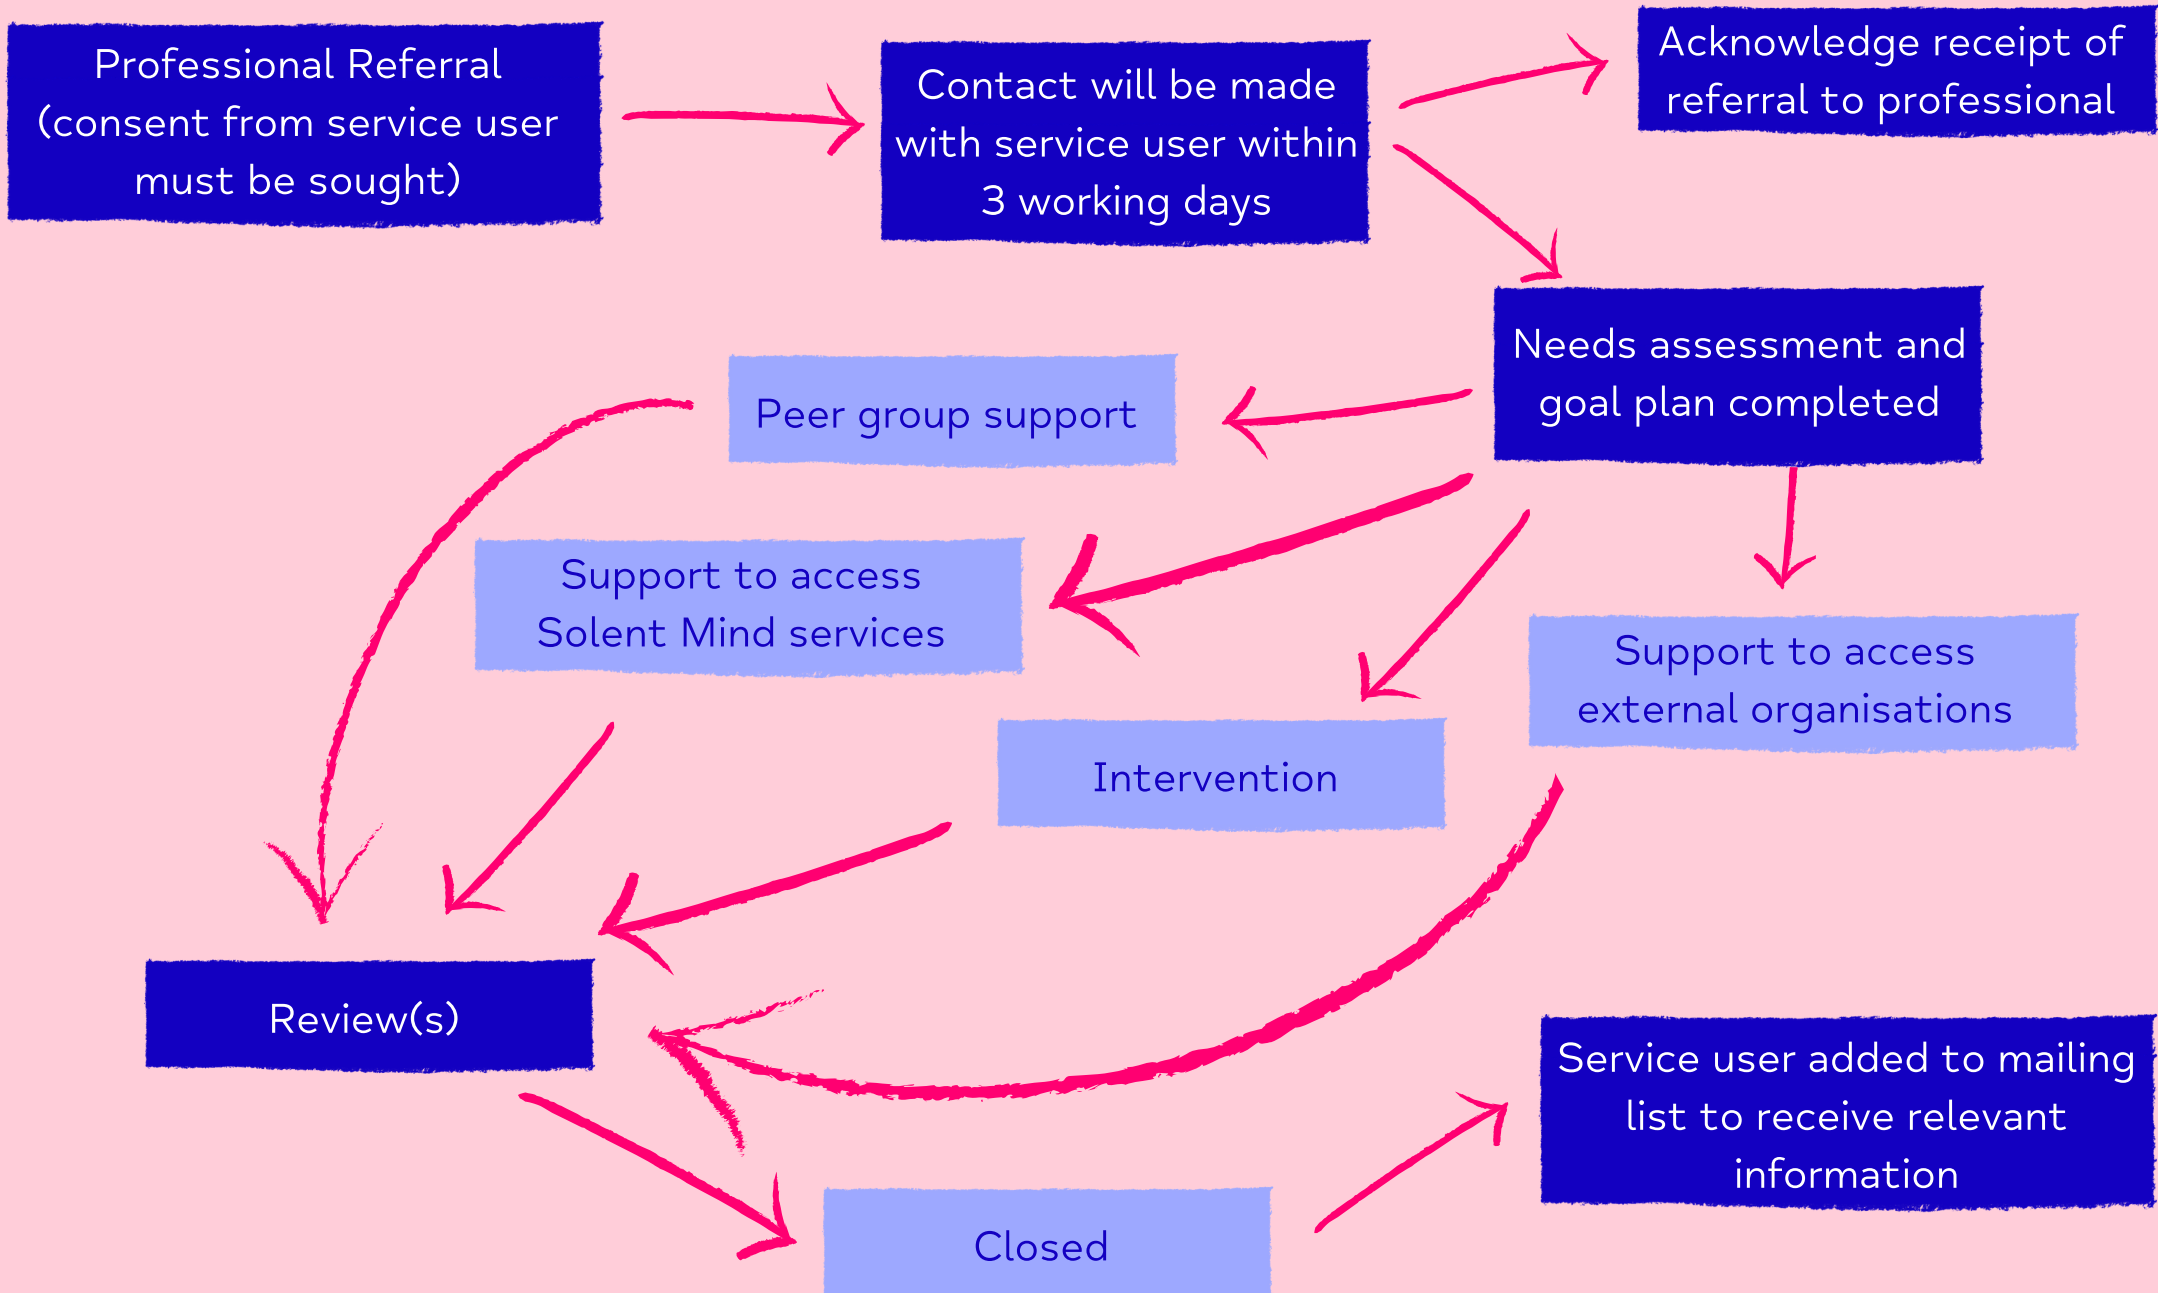 Professional Referral
(consent from service user
must be sought)
Contact will be made
with service user within
3 working days
Acknowledge receipt of
referral to professional
Needs assessment and
goal plan completed
Peer group support
Support to access
Solent Mind services
Support to access
external organisations
Intervention
Review(s)
Service user added to mailing
list to receive relevant
information
Closed